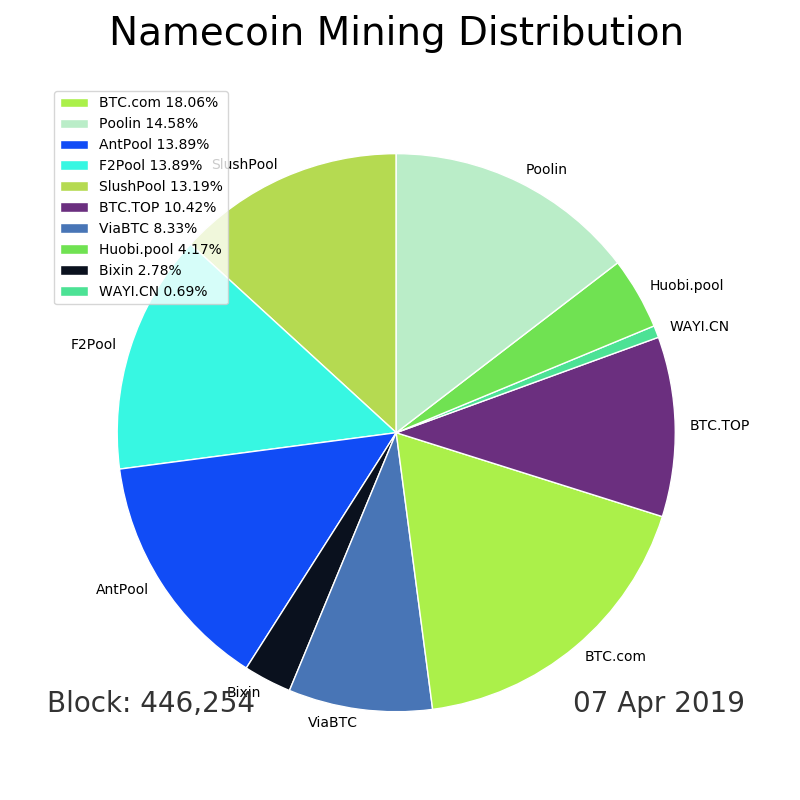 Namecoin Mining Distribution
BTC.com 18.06%
Poolin 14.58%
AntPool 13.89%
F2Pool 13.89%
SlushPool 13.19%
BTC.TOP 10.42%
ViaBTC 8.33%
Huobi.pool 4.17%
Bixin 2.78%
WAYI.CN 0.69%
SlushPool
Poolin
Huobi.pool
WAYI.CN
F2Pool
BTC.TOP
AntPool
BTC.com
Bixin
ViaBTC
Block: 446,254
07 Apr 2019